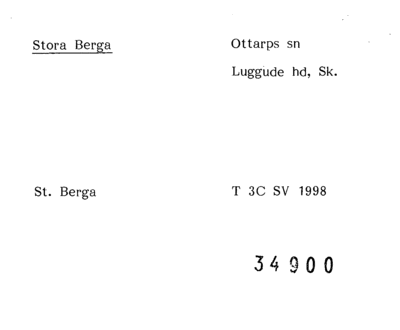 Stora Berga
Ottarps sn
Luggude hd, Sk.
St. Berga
T 3C SV 1998
34900